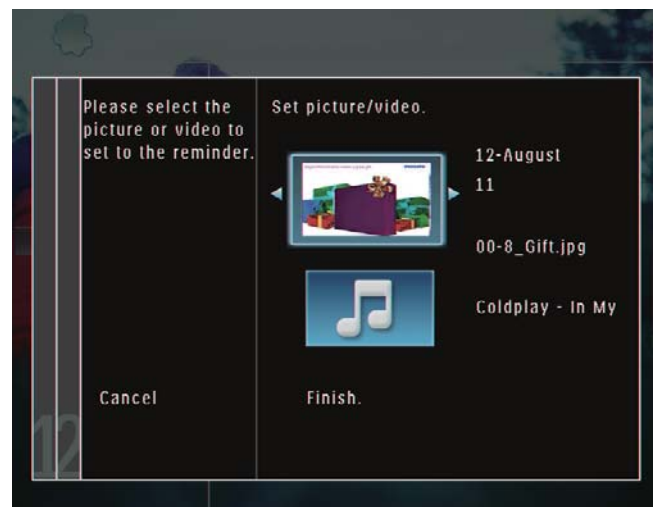 Please select the
picture or video to
set to the reminder.
Set picture/video.
12-August
11
00-8_Gift.jpg
Coldplay - In My
Cancel
Finish.
12